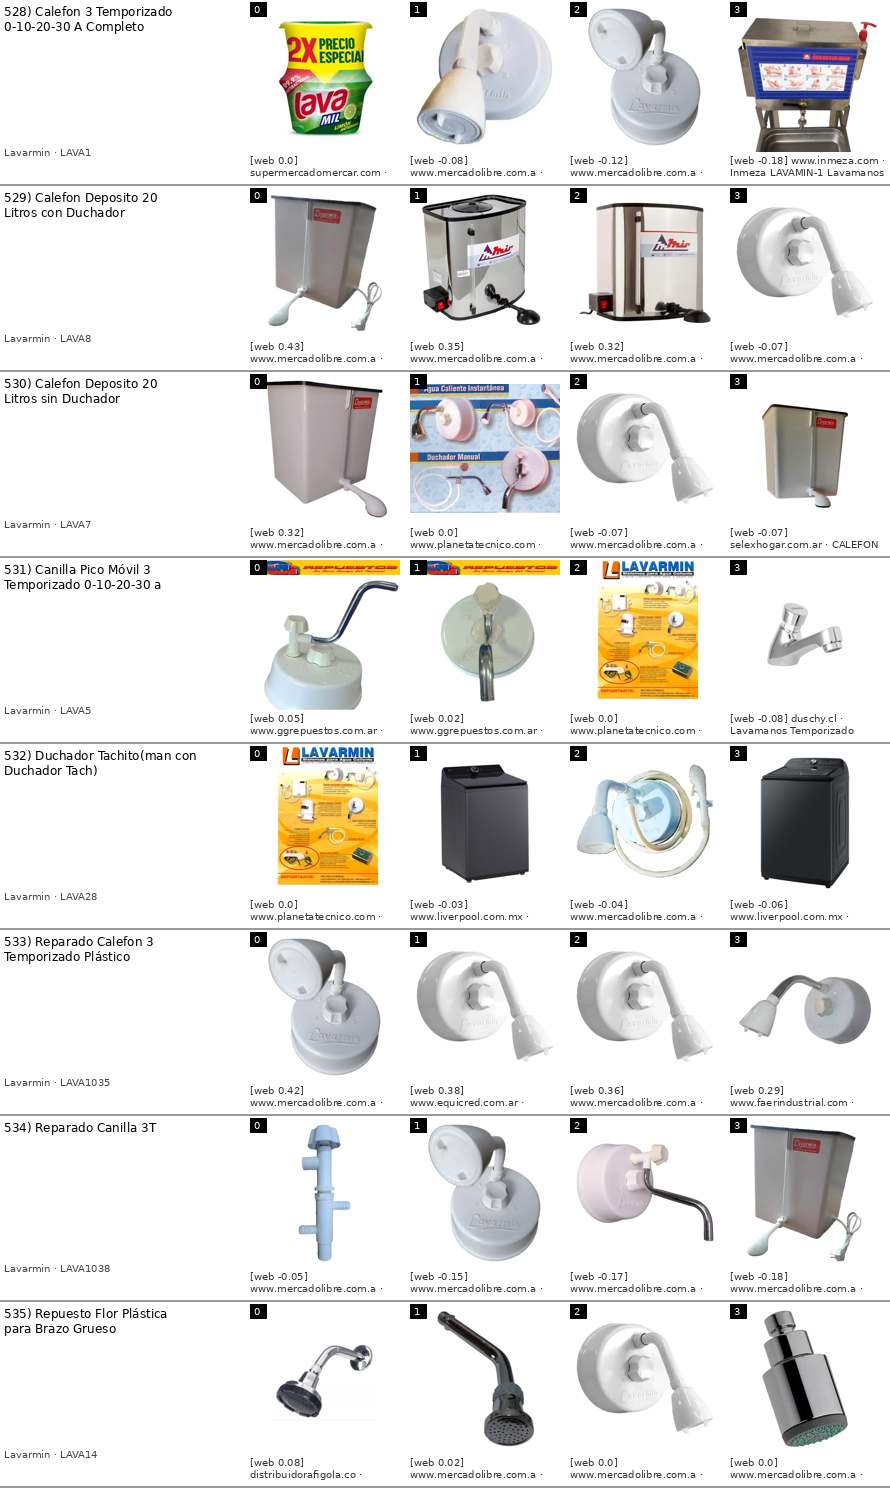 528) Calefon 3 Temporizado
0-10-20-30 A Completo
Lavarmin · LAVA1
0
2X PRECIO
ESPECIAL
99.9%
lava
MIL
LIMÓN
[web 0.0]
supermercadomercar.com ·
1
[web -0.08]
www.mercadolibre.com.a ·
2
Lavarmin
[web -0.12]
www.mercadolibre.com.a ·
3
inmeza
[web -0.18] www.inmeza.com ·
Inmeza LAVAMIN-1 Lavamanos
529) Calefon Deposito 20
Litros con Duchador
Lavarmin · LAVA8
0
Lavarmin
[web 0.43]
www.mercadolibre.com.a ·
1
[web 0.35]
www.mercadolibre.com.a ·
2
[web 0.32]
www.mercadolibre.com.a ·
3
Lavarmin
[web -0.07]
www.mercadolibre.com.a ·
530) Calefon Deposito 20
Litros sin Duchador
Lavarmin · LAVA7
0
[web 0.32]
www.mercadolibre.com.a ·
1
Agua Caliente Instantánea
Duchador Manual
[web 0.0]
www.planetatecnico.com ·
2
[web -0.07]
www.mercadolibre.com.a ·
3
[web -0.07]
selexhogar.com.ar · CALEFON
531) Canilla Pico Móvil 3
Temporizado 0-10-20-30 a
Lavarmin · LAVA5
0
REPUESTOS
[web 0.05]
www.ggrepuestos.com.ar ·
1
REPUESTOS
[web 0.02]
www.ggrepuestos.com.ar ·
2
LAVARMIN
[web 0.0]
www.planetatecnico.com ·
3
[web -0.08] duschy.cl ·
Lavamanos Temporizado
532) Duchador Tachito(man con
Duchador Tach)
Lavarmin · LAVA28
0
LAVARMIN
[web 0.0]
www.planetatecnico.com ·
1
[web -0.03]
www.liverpool.com.mx ·
2
[web -0.04]
www.mercadolibre.com.a ·
3
[web -0.06]
www.liverpool.com.mx ·
533) Reparado Calefon 3
Temporizado Plástico
Lavarmin · LAVA1035
0
Lavarmin
[web 0.42]
www.mercadolibre.com.a ·
1
[web 0.38]
www.equicred.com.ar ·
2
[web 0.36]
www.mercadolibre.com.a ·
3
[web 0.29]
www.faerindustrial.com ·
534) Reparado Canilla 3T
Lavarmin · LAVA1038
0
[web -0.05]
www.mercadolibre.com.a ·
1
Lavarmin
[web -0.15]
www.mercadolibre.com.a ·
2
[web -0.17]
www.mercadolibre.com.a ·
3
Lavarmin
[web -0.18]
www.mercadolibre.com.a ·
535) Repuesto Flor Plástica
para Brazo Grueso
Lavarmin · LAVA14
0
[web 0.08]
distribuidorafigola.co ·
1
[web 0.02]
www.mercadolibre.com.a ·
2
[web 0.0]
www.mercadolibre.com.a ·
3
[web 0.0]
www.mercadolibre.com.a ·